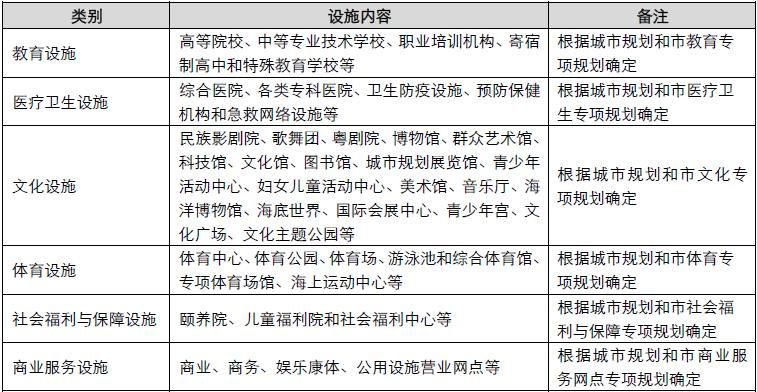 类别 设施内容 备注
教育设施
高等院校、中等专业技术学校、职业培训机构、寄宿
制高中和特殊教育学校等
根据城市规划和市教育专
项规划确定
医疗卫生设施
综合医院、各类专科医院、卫生防疫设施、预防保健
机构和急救网络设施等
根据城市规划和市医疗卫
生专项规划确定
文化设施
民族影剧院、歌舞团、粤剧院、博物馆、群众艺术馆、
科技馆、文化馆、图书馆、城市规划展览馆、青少年
活动中心、妇女儿童活动中心、美术馆、音乐厅、海
洋博物馆、海底世界、国际会展中心、青少年宫、文
化广场、文化主题公园等
根据城市规划和市文化专
项规划确定
体育设施
体育中心、体育公园、体育场、游泳池和综合体育馆、
专项体育场馆、海上运动中心等
根据城市规划和市体育专
项规划确定
社会福利与保障设施
颐养院、儿童福利院和社会福利中心等
根据城市规划和市社会福
利与保障专项规划确定
商业服务设施
商业、商务、娱乐康体、公用设施营业网点等
根据城市规划和市商业服
务网点专项规划确定